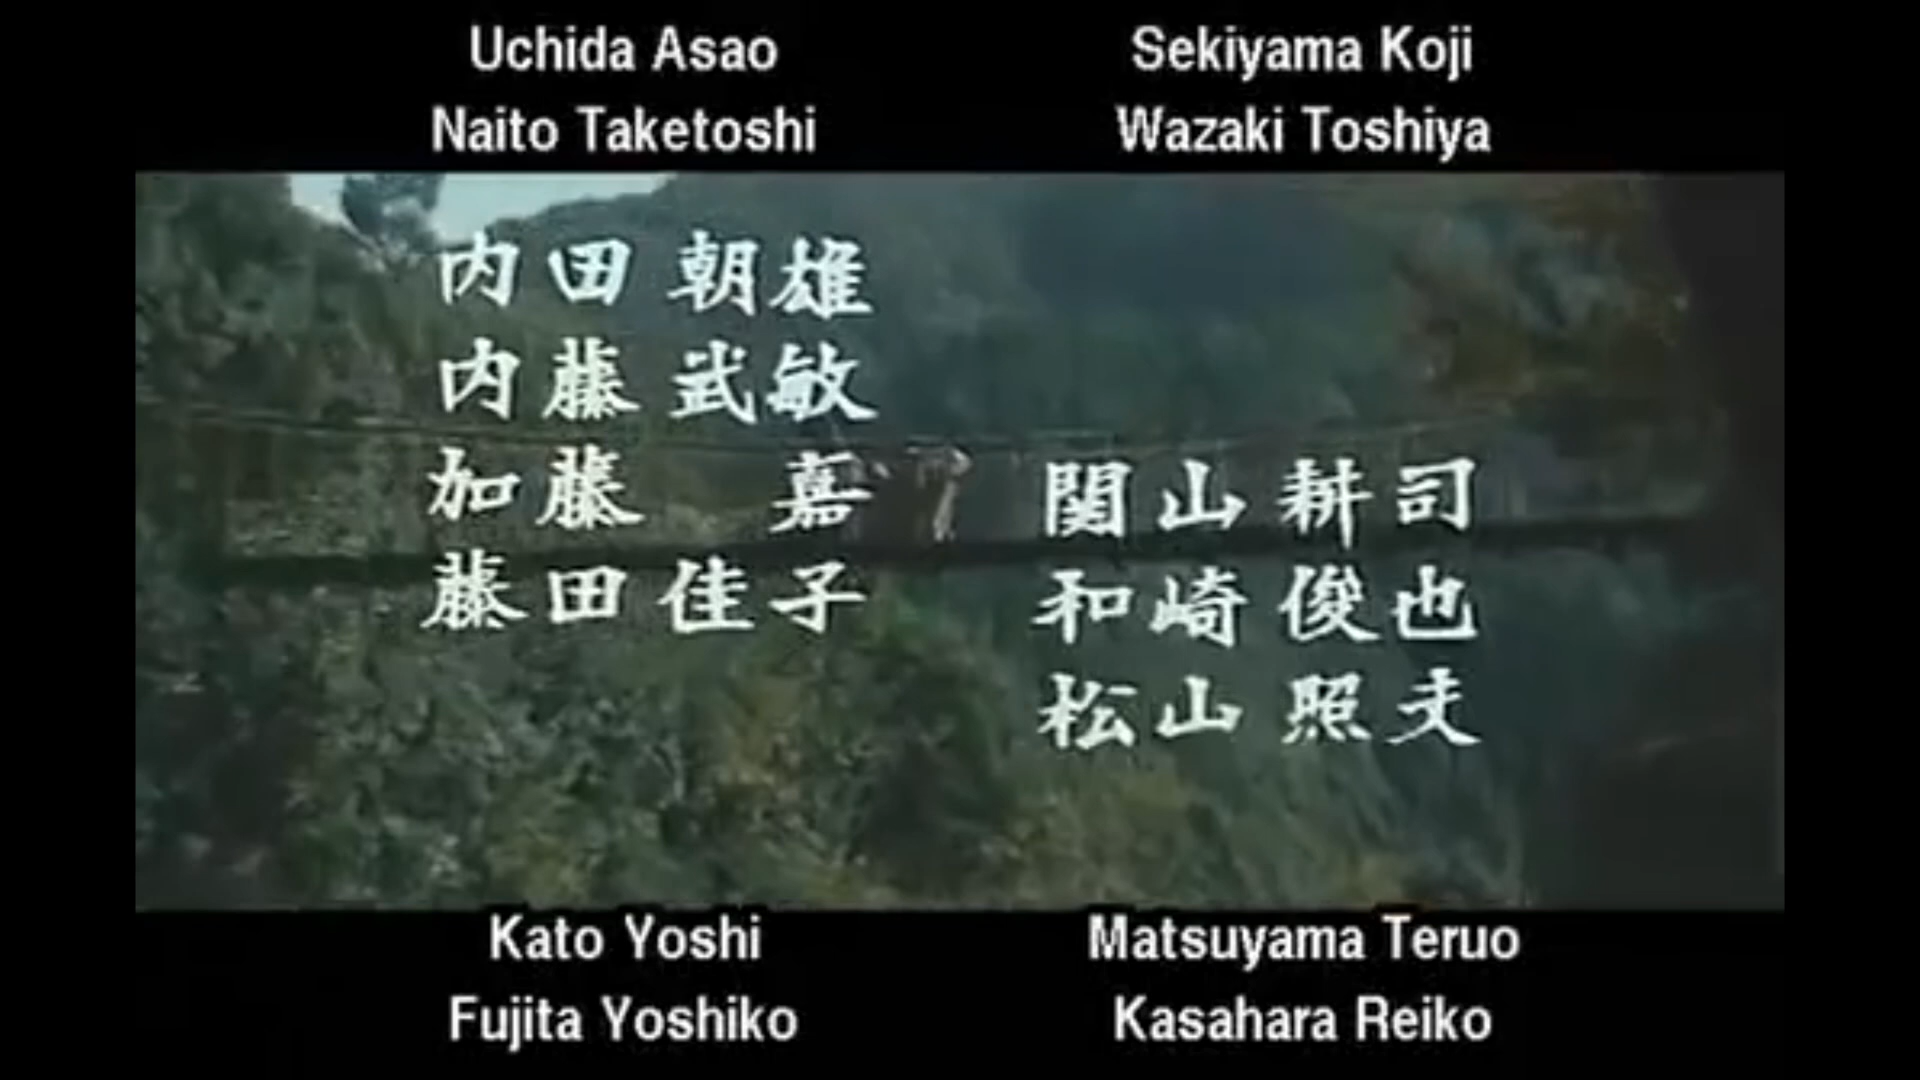 Uchida Asao
Naito Taketoshi
Sekiyama Koji
Wazaki Toshiya
内田朝雄
内藤武敏
加藤 嘉
藤田佳子
関山耕司
和崎俊也
松山照夫
Kato Yoshi
Fujita Yoshiko
Matsuyama Teruo
Kasahara Reiko